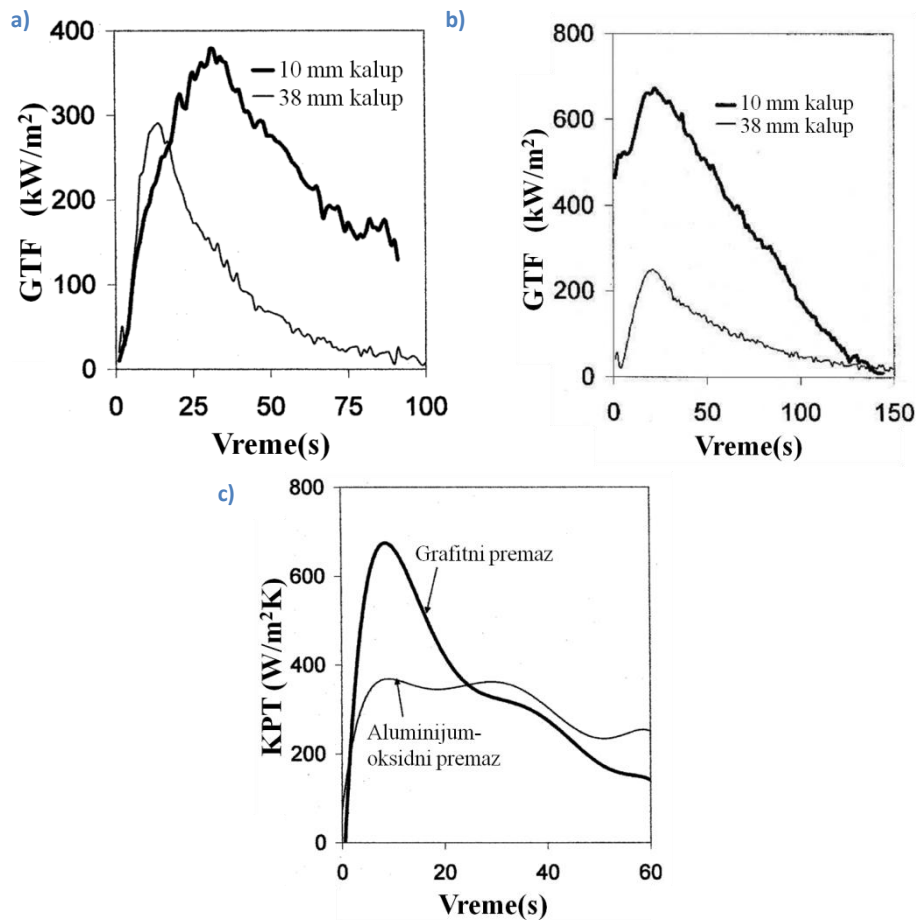 a)
400
300
200
100
0
GTF (kW/m²)
10 mm kalup
38 mm kalup
0 25 50 75 100
Vreme(s)
b)
800
600
400
200
0
GTF (kW/m²)
10 mm kalup
38 mm kalup
0 50 100 150
Vreme(s)
c)
800
600
400
200
0
KPT (W/m²K)
Grafitni premaz
Aluminijum-
oksidni premaz
0 20 40 60
Vreme(s)